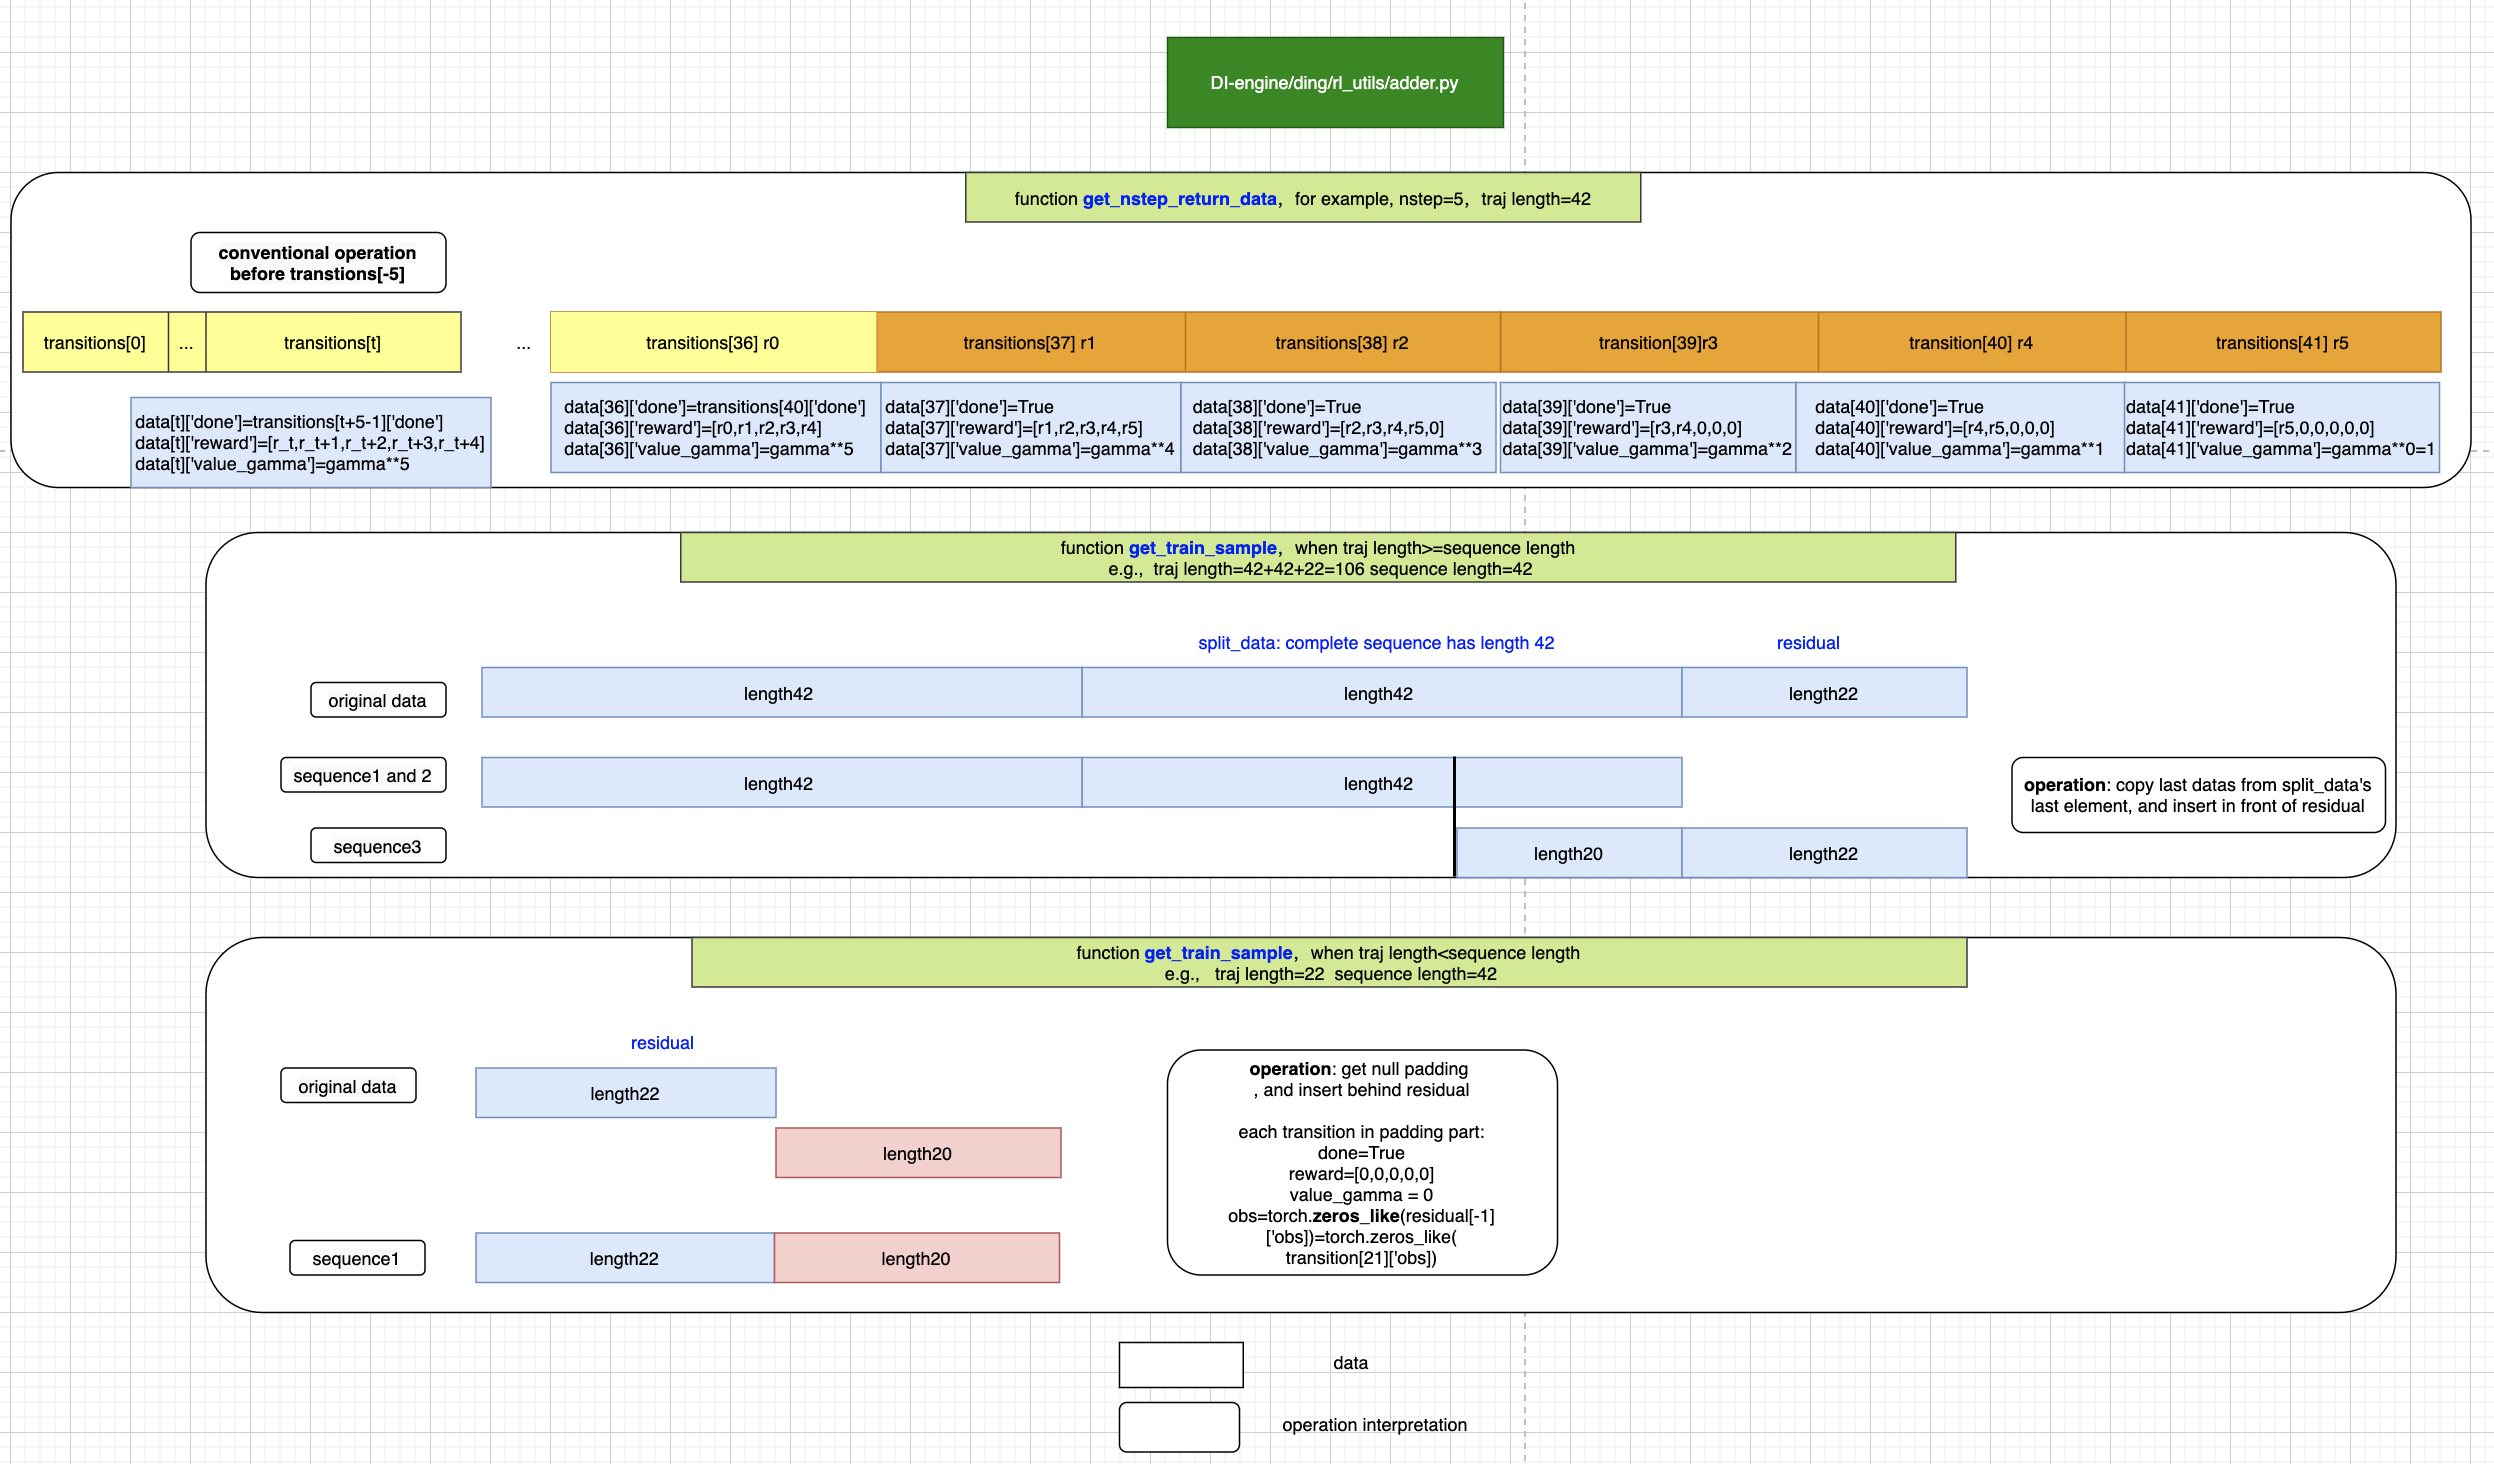 DI-engine/ding/rl_utils/adder.py
function get_nstep_return_data,  for example, nstep=5,  traj length=42
conventional operation
before transtions[-5]
transitions[0]
...
transitions[t]
...
transitions[36] r0
transitions[37] r1
transitions[38] r2
transition[39]r3
transition[40] r4
transitions[41] r5
data[t]['done']=transitions[t+5-1]['done']
data[t]['reward']=[r_t,r_t+1,r_t+2,r_t+3,r_t+4]
data[t]['value_gamma']=gamma**5
data[36]['done']=transitions[40]['done']
data[36]['reward']=[r0,r1,r2,r3,r4]
data[36]['value_gamma']=gamma**5
data[37]['done']=True
data[37]['reward']=[r1,r2,r3,r4,r5]
data[37]['value_gamma']=gamma**4
data[38]['done']=True
data[38]['reward']=[r2,r3,r4,r5,0]
data[38]['value_gamma']=gamma**3
data[39]['done']=True
data[39]['reward']=[r3,r4,0,0,0]
data[39]['value_gamma']=gamma**2
data[40]['done']=True
data[40]['reward']=[r4,r5,0,0,0]
data[40]['value_gamma']=gamma**1
data[41]['done']=True
data[41]['reward']=[r5,0,0,0,0,0]
data[41]['value_gamma']=gamma**0=1
function get_train_sample,  when traj length>=sequence length
e.g.,  traj length=42+42+22=106 sequence length=42
split_data: complete sequence has length 42
residual
original data
length42
length42
length22
sequence1 and 2
length42
length42
operation: copy last datas from split_data's
last element, and insert in front of residual
sequence3
length20
length22
function get_train_sample,  when traj length<sequence length
e.g.,  traj length=22  sequence length=42
residual
original data
length22
length20
operation: get null padding
, and insert behind residual
each transition in padding part:
done=True
reward=[0,0,0,0,0]
value_gamma = 0
obs=torch.zeros_like(residual[-1]
['obs])=torch.zeros_like(
transition[21]['obs])
sequence1
length22
length20
data
operation interpretation